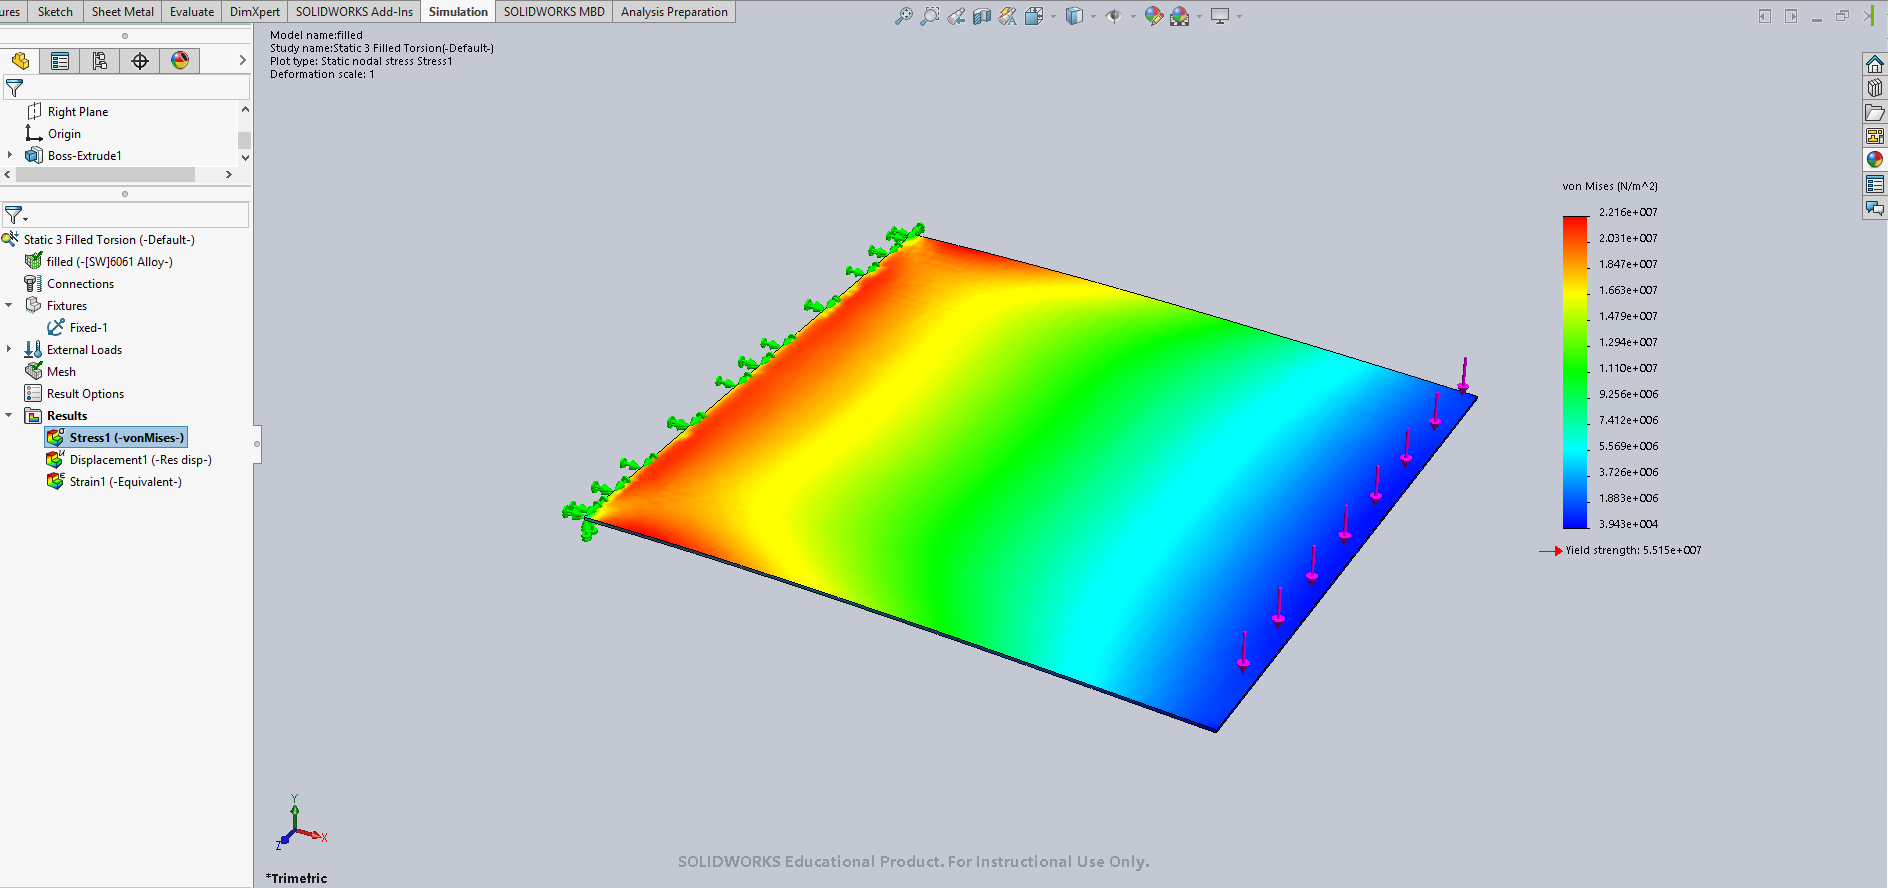 ures Sketch Sheet Metal Evaluate DimXpert SOLIDWORKS Add-Ins Simulation SOLIDWORKS MBD Analysis Preparation
Model name:filled
Study name:Static 3 Filled Torsion(-Default-)
Plot type: Static nodal stress Stress1
Deformation scale: 1
Right Plane
Origin
Boss-Extrude1
Static 3 Filled Torsion (-Default-)
filled (-[SW]6061 Alloy-)
Connections
Fixtures
Fixed-1
External Loads
Mesh
Result Options
Results
Stress1 (-vonMises-)
Displacement1 (-Res disp-)
Strain1 (-Equivalent-)
von Mises (N/m^2)
2.216e+007
2.031e+007
1.847e+007
1.663e+007
1.479e+007
1.294e+007
1.110e+007
9.256e+006
7.412e+006
5.569e+006
3.726e+006
1.883e+006
3.943e+004
Yield strength: 5.515e+007
Y
X
Z
SOLIDWORKS Educational Product. For Instructional Use Only.
*Trimetric